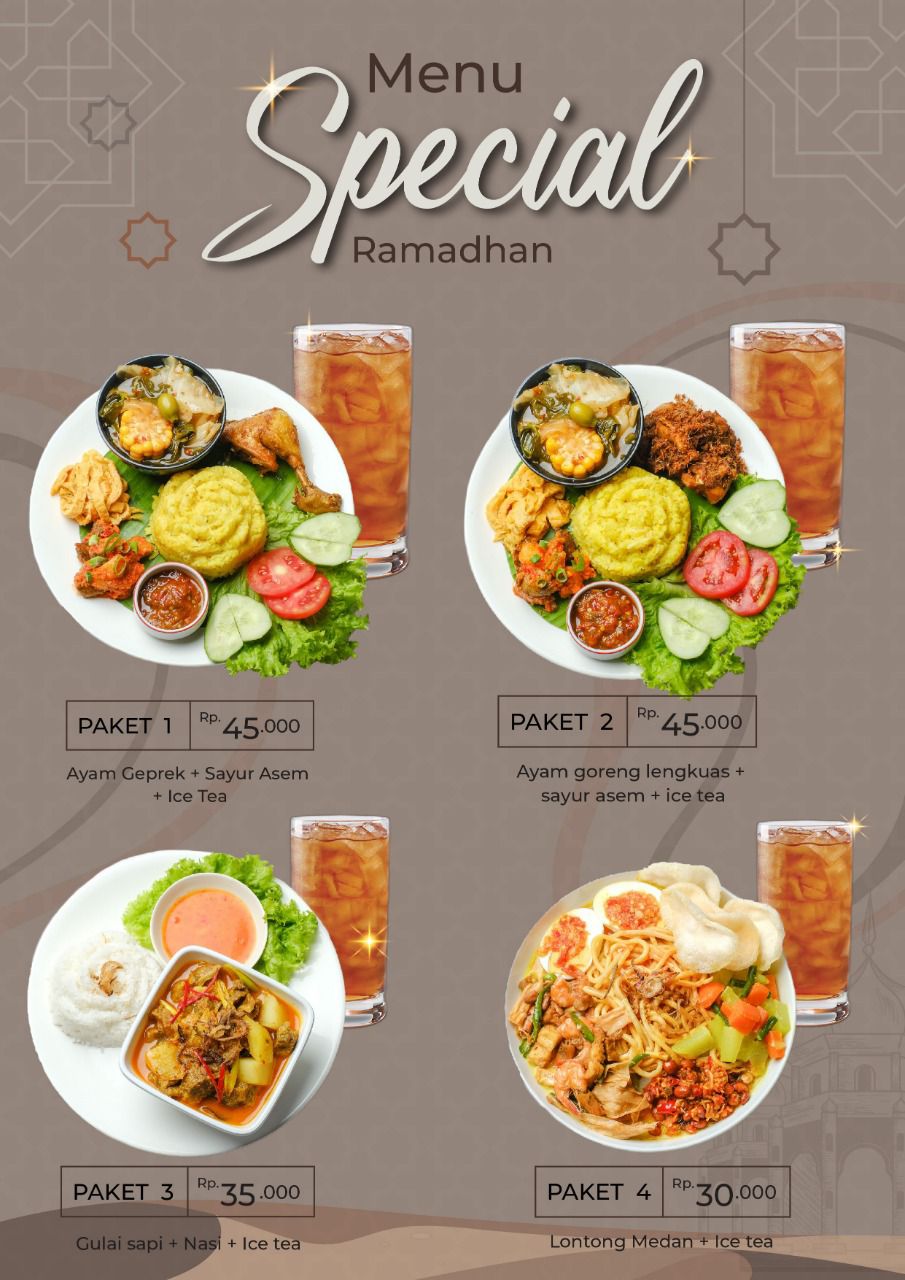 Menu
Special
Ramadhan
PAKET 1 Rp. 45.000
Ayam Geprek + Sayur Asem
+ Ice Tea
PAKET 2 Rp. 45.000
Ayam goreng lengkuas +
sayur asem + ice tea
PAKET 3 Rp. 35.000
Gulai sapi + Nasi + Ice tea
PAKET 4 Rp. 30.000
Lontong Medan + Ice tea